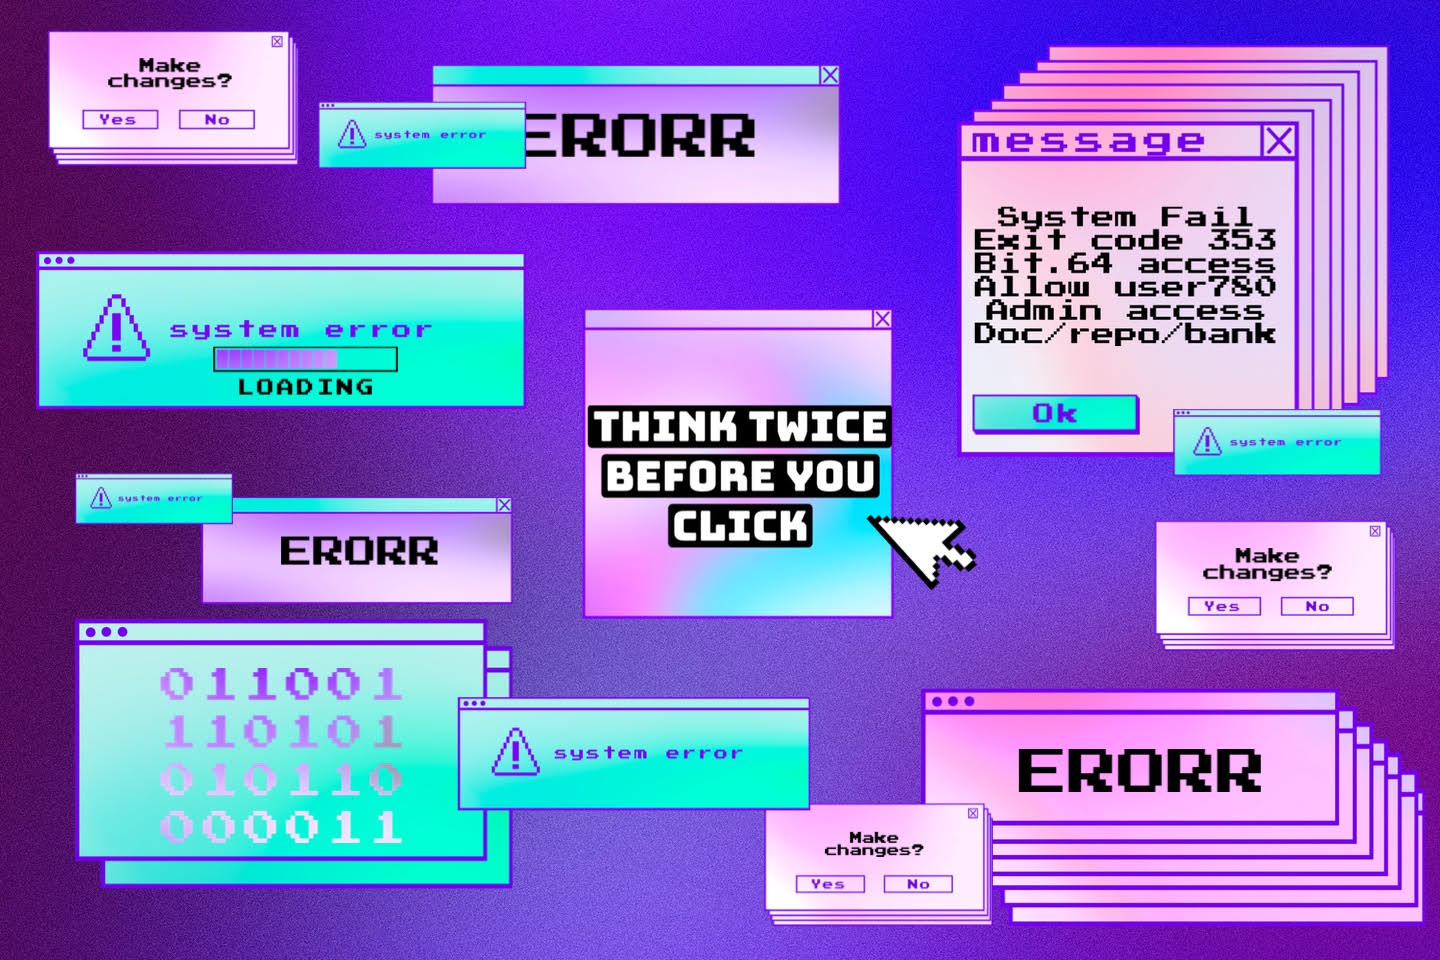 Make
changes?
Yes No
system error
ERORR
message
System Fail
Exit code 353
Bit.64 access
Allow user780
Admin access
Doc/repo/bank
Ok
system error
system error
LOADING
THINK TWICE
BEFORE YOU
CLICK
system error
ERORR
Make
changes?
Yes No
011001
110101
010110
000011
system error
ERORR
Make
changes?
Yes No